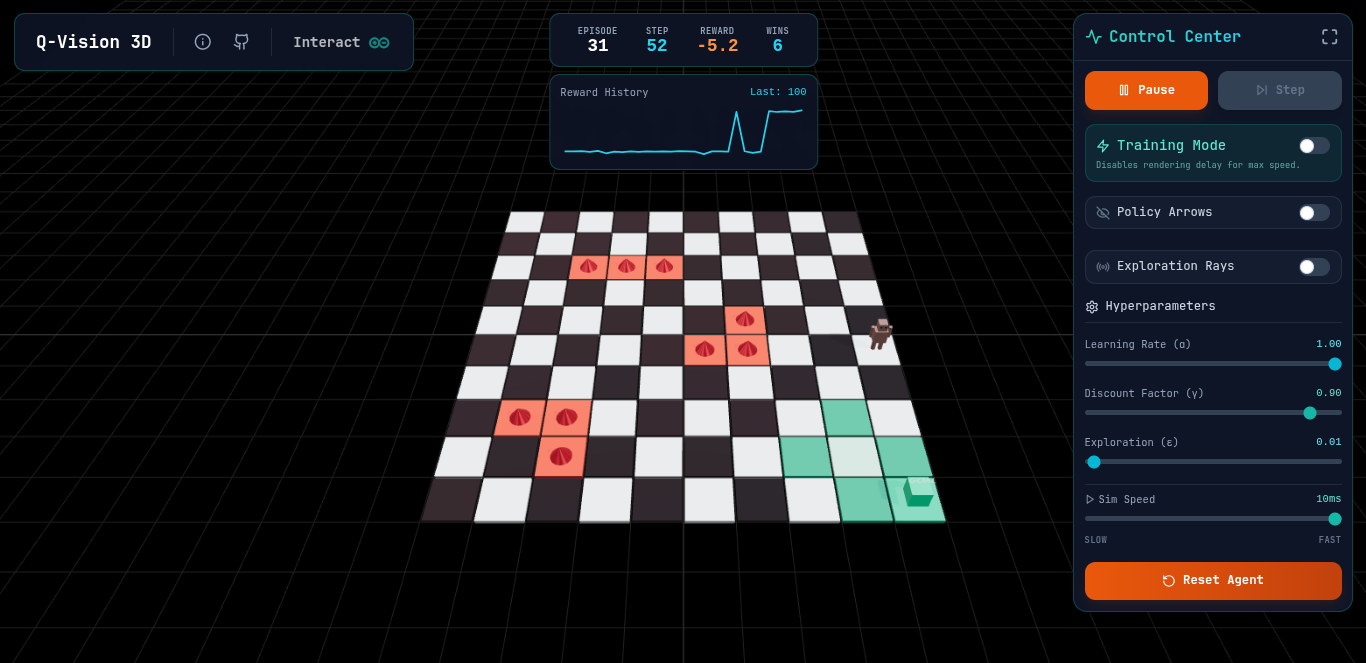 Q-Vision 3D
Interact
EPISODE STEP REWARD WINS
31 52 -5.2 6
Reward History Last: 100
Control Center
Pause Step
Training Mode
Disables rendering delay for max speed.
Policy Arrows
Exploration Rays
Hyperparameters
Learning Rate (α) 1.00
Discount Factor (γ) 0.90
Exploration (ε) 0.01
Sim Speed 10ms
SLOW FAST
Reset Agent